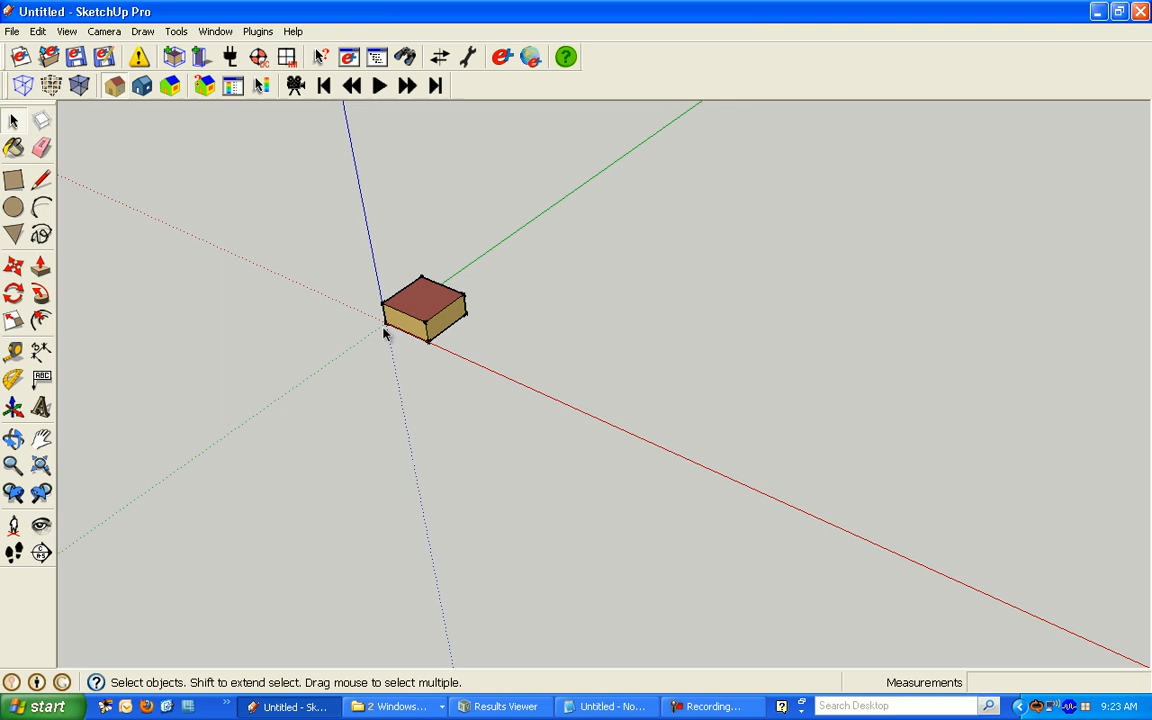 Untitled - SketchUp Pro
File Edit View Camera Draw Tools Window Plugins Help
ABC
Select objects. Shift to extend select. Drag mouse to select multiple.
Measurements
start
Untitled - Sk...
2 Windows...
Results Viewer
Untitled - No...
Recording...
Search Desktop
9:23 AM